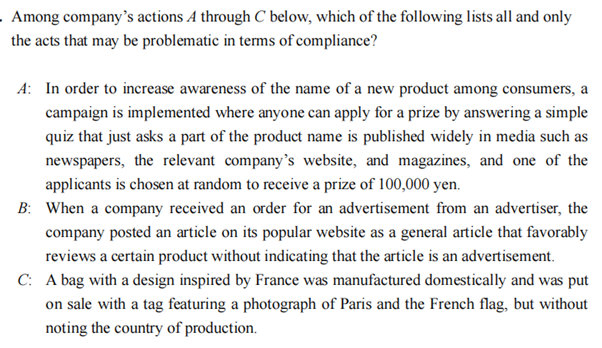 . Among company’s actions A through C below, which of the following lists all and only
the acts that may be problematic in terms of compliance?
A: In order to increase awareness of the name of a new product among consumers, a
campaign is implemented where anyone can apply for a prize by answering a simple
quiz that just asks a part of the product name is published widely in media such as
newspapers, the relevant company’s website, and magazines, and one of the
applicants is chosen at random to receive a prize of 100,000 yen.
B: When a company received an order for an advertisement from an advertiser, the
company posted an article on its popular website as a general article that favorably
reviews a certain product without indicating that the article is an advertisement.
C: A bag with a design inspired by France was manufactured domestically and was put
on sale with a tag featuring a photograph of Paris and the French flag, but without
noting the country of production.